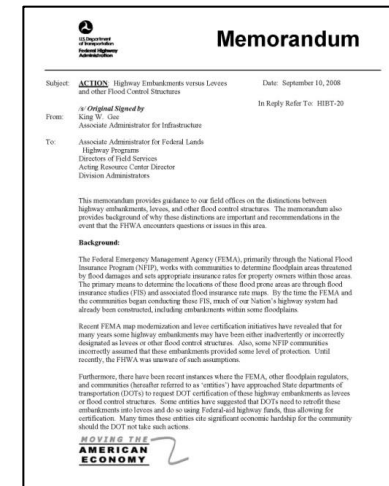 U.S. Department
of Transportation
Federal Highway
Administration
Memorandum
Subject: ACTION: Highway Embankments versus Levees
and other Flood Control Structures
Date: September 10, 2008
/s/ Original Signed by
In Reply Refer To: HIBT-20
From: King W. Gee
Associate Administrator for Infrastructure
To: Associate Administrator for Federal Lands
Highway Programs
Directors of Field Services
Acting Resource Center Director
Division Administrators
This memorandum provides guidance to our field offices on the distinctions between
highway embankments, levees, and other flood control structures. The memorandum also
provides background of why these distinctions are important and recommendations in the
event that the FHWA encounters questions or issues in this area.
Background:
The Federal Emergency Management Agency (FEMA), primarily through the National Flood
Insurance Program (NFIP), works with communities to determine floodplain areas threatened
by flood damages and sets appropriate insurance rates for property owners within those areas.
The primary means to determine the locations of these flood prone areas are through flood
insurance studies (FIS) and associated flood insurance rate maps. By the time the FEMA and
the communities began conducting these FIS, much of our Nation's highway system had
already been constructed, including embankments within some floodplains.
Recent FEMA map modernization and levee certification initiatives have revealed that for
many years some highway embankments may have been either inadvertently or incorrectly
designated as levees or other flood control structures. Also, some NFIP communities
incorrectly assumed that these embankments provided some level of protection. Until
recently, the FHWA was unaware of such assumptions.
Furthermore, there have been recent instances where the FEMA, other floodplain regulators,
and communities (hereafter referred to as 'entities') have approached State departments of
transportation (DOTs) to request DOT certification of these highway embankments as levees
or flood control structures. Some entities have suggested that DOTs need to retrofit these
embankments into levees and do so using Federal-aid highway funds, thus allowing for
certification. Many times these entities cite significant economic hardship for the community
should the DOT not take such actions.
MOVING THE
AMERICAN
ECONOMY